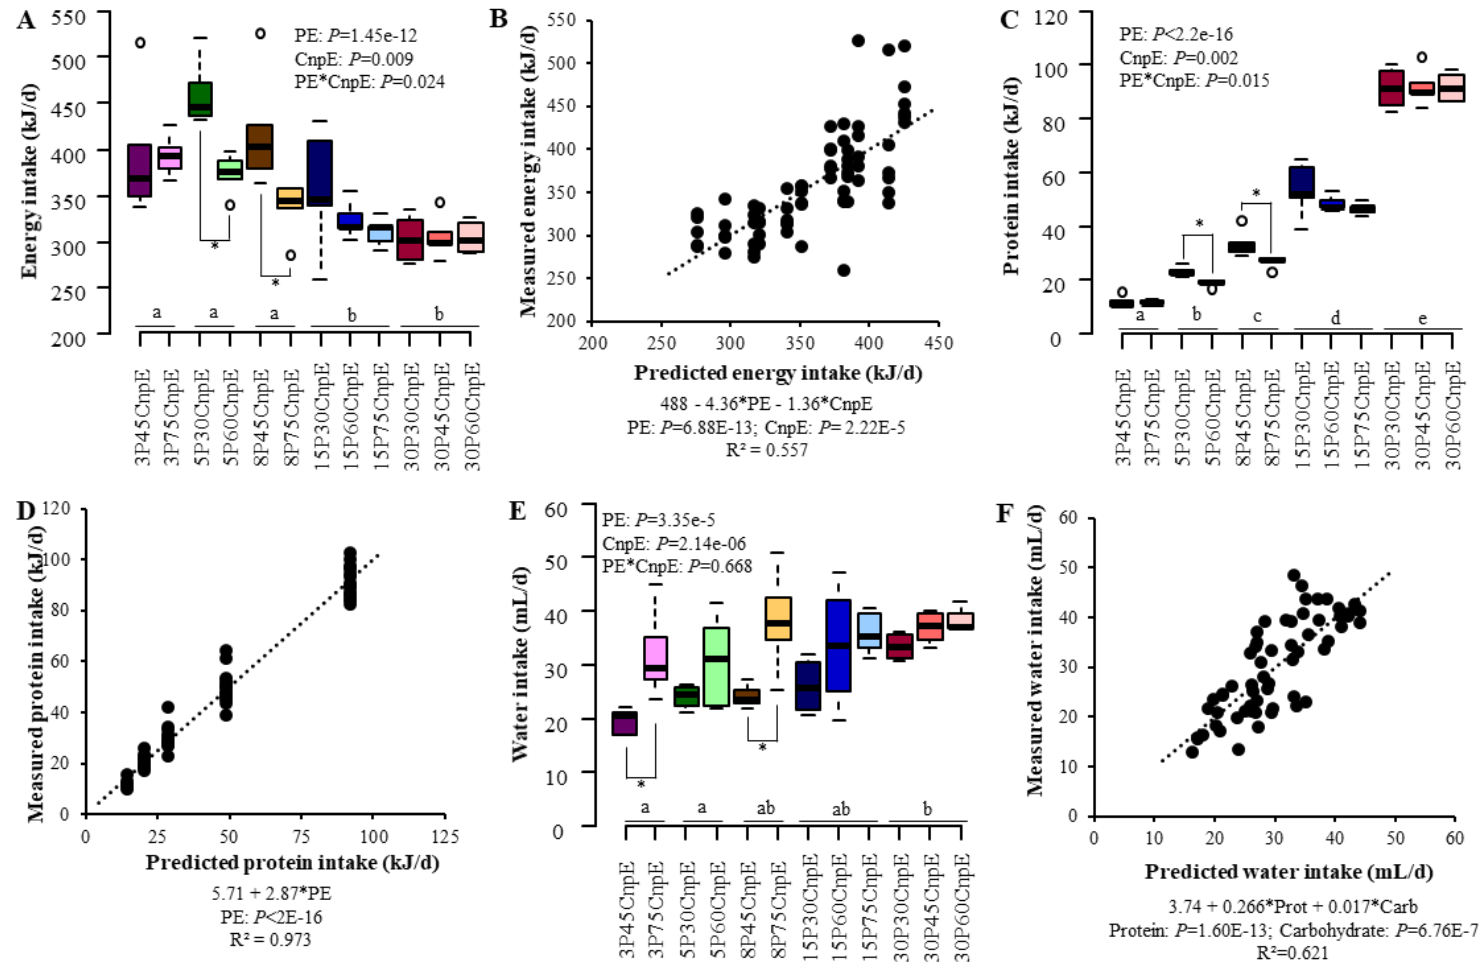 A
550
500
450
400
350
300
250
200
Energy intake (kJ/d)
PE: P=1.45e-12
CnpE: P=0.009
PE*CnpE: P=0.024
*
*
a
a
a
b
b
3P45CnpE
3P75CnpE
5P30CnpE
5P60CnpE
8P45CnpE
8P75CnpE
15P30CnpE
15P60CnpE
15P75CnpE
30P30CnpE
30P45CnpE
30P60CnpE
B
550
500
450
400
350
300
250
200
Measured energy intake (kJ/d)
200
250
300
350
400
450
Predicted energy intake (kJ/d)
488 - 4.36*PE - 1.36*CnpE
PE: P=6.88E-13; CnpE: P= 2.22E-5
R² = 0.557
C
120
100
80
60
40
20
0
Protein intake (kJ/d)
PE: P<2.2e-16
CnpE: P=0.002
PE*CnpE: P=0.015
*
*
a
b
c
d
e
3P45CnpE
3P75CnpE
5P30CnpE
5P60CnpE
8P45CnpE
8P75CnpE
15P30CnpE
15P60CnpE
15P75CnpE
30P30CnpE
30P45CnpE
30P60CnpE
D
120
100
80
60
40
20
0
Measured protein intake (kJ/d)
0
25
50
75
100
125
Predicted protein intake (kJ/d)
5.71 + 2.87*PE
PE: P<2E-16
R² = 0.973
E
60
50
40
30
20
10
0
Water intake (mL/d)
PE: P=3.35e-5
CnpE: P=2.14e-06
PE*CnpE: P=0.668
*
*
a
a
ab
ab
b
3P45CnpE
3P75CnpE
5P30CnpE
5P60CnpE
8P45CnpE
8P75CnpE
15P30CnpE
15P60CnpE
15P75CnpE
30P30CnpE
30P45CnpE
30P60CnpE
F
60
50
40
30
20
10
0
Measured water intake (mL/d)
0
10
20
30
40
50
60
Predicted water intake (mL/d)
3.74 + 0.266*Prot + 0.017*Carb
Protein: P=1.60E-13; Carbohydrate: P=6.76E-7
R²=0.621